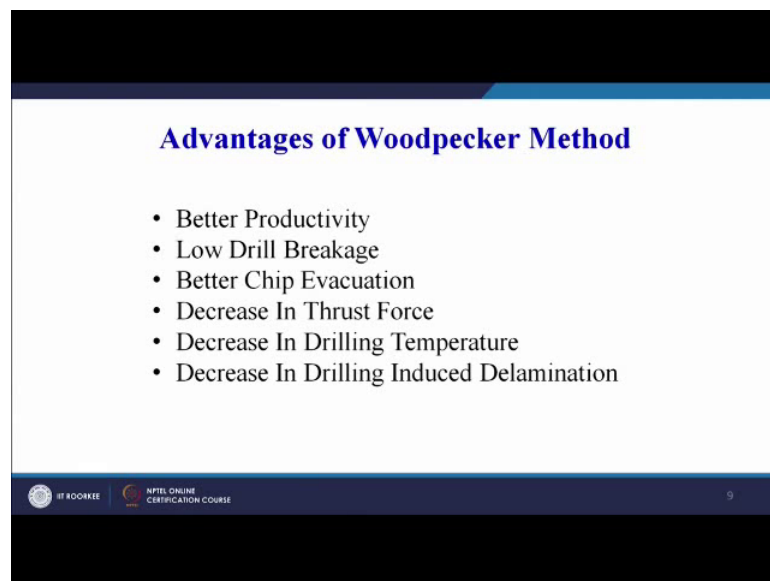 Advantages of Woodpecker Method
• Better Productivity
• Low Drill Breakage
• Better Chip Evacuation
• Decrease In Thrust Force
• Decrease In Drilling Temperature
• Decrease In Drilling Induced Delamination
IIT ROORKEE
NPTEL ONLINE
CERTIFICATION COURSE
9